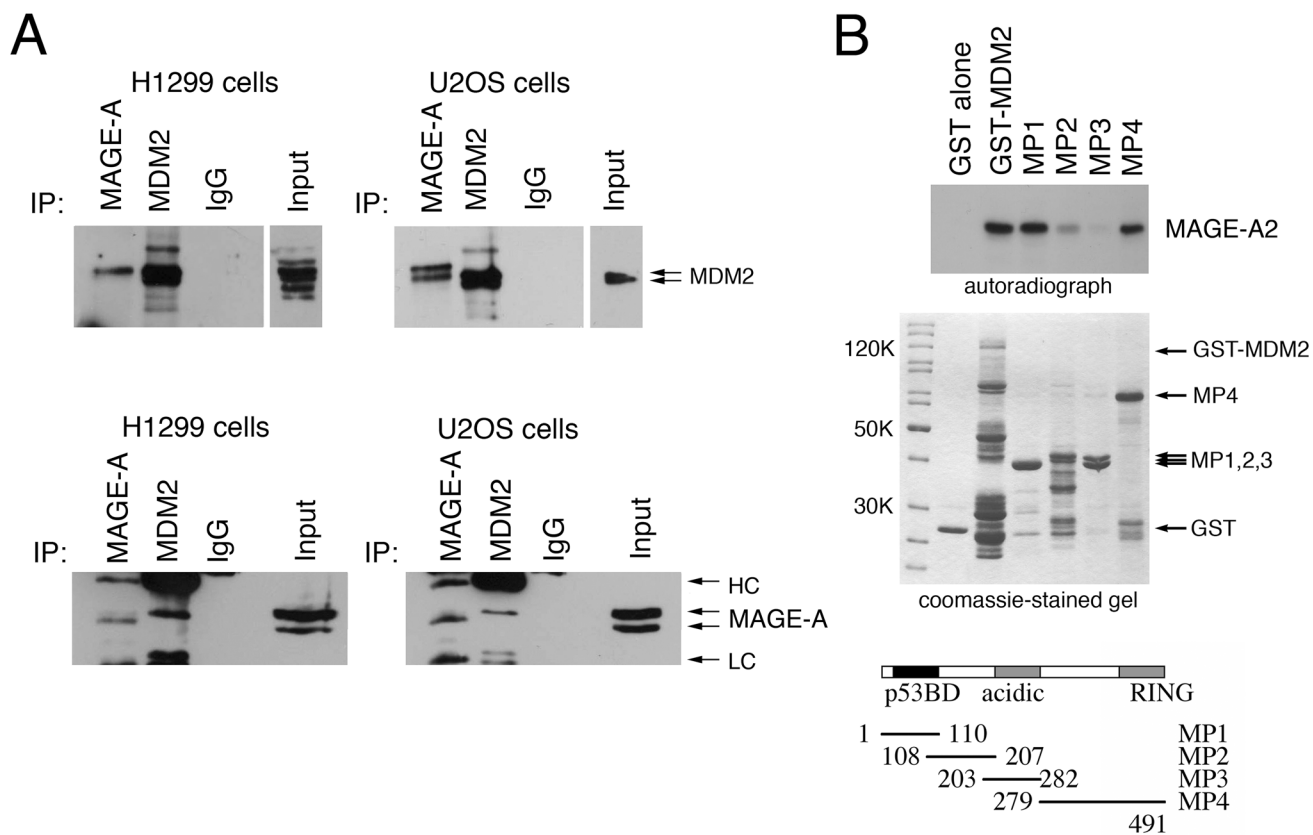 A
H1299 cells
IP: MAGE-A MDM2 IgG Input
U2OS cells
IP: MAGE-A MDM2 IgG Input
MDM2
H1299 cells
IP: MAGE-A MDM2 IgG Input
U2OS cells
IP: MAGE-A MDM2 IgG Input
HC
MAGE-A
LC
B
GST alone GST-MDM2 MP1 MP2 MP3 MP4
MAGE-A2
autoradiograph
120K GST-MDM2
MP4
50K
MP1,2,3
30K
GST
coomassie-stained gel
p53BD acidic RING
1 110 MP1
108 207 MP2
203 282 MP3
279 MP4
491